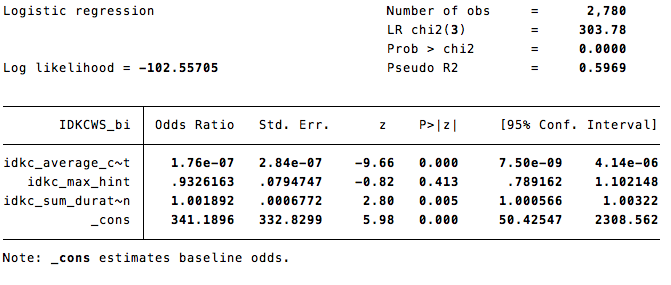 Logistic regression Number of obs = 2,780
LR chi2(3) = 303.78
Prob > chi2 = 0.0000
Log likelihood = -102.55705 Pseudo R2 = 0.5969
IDKCWS_bi Odds Ratio Std. Err. z P>|z| [95% Conf. Interval]
idkc_average_c~t 1.76e-07 2.84e-07 -9.66 0.000 7.50e-09 4.14e-06
idkc_max_hint .9326163 .0794747 -0.82 0.413 .789162 1.102148
idkc_sum_durat~n 1.001892 .0006772 2.80 0.005 1.000566 1.00322
_cons 341.1896 332.8299 5.98 0.000 50.42547 2308.562
Note: _cons estimates baseline odds.